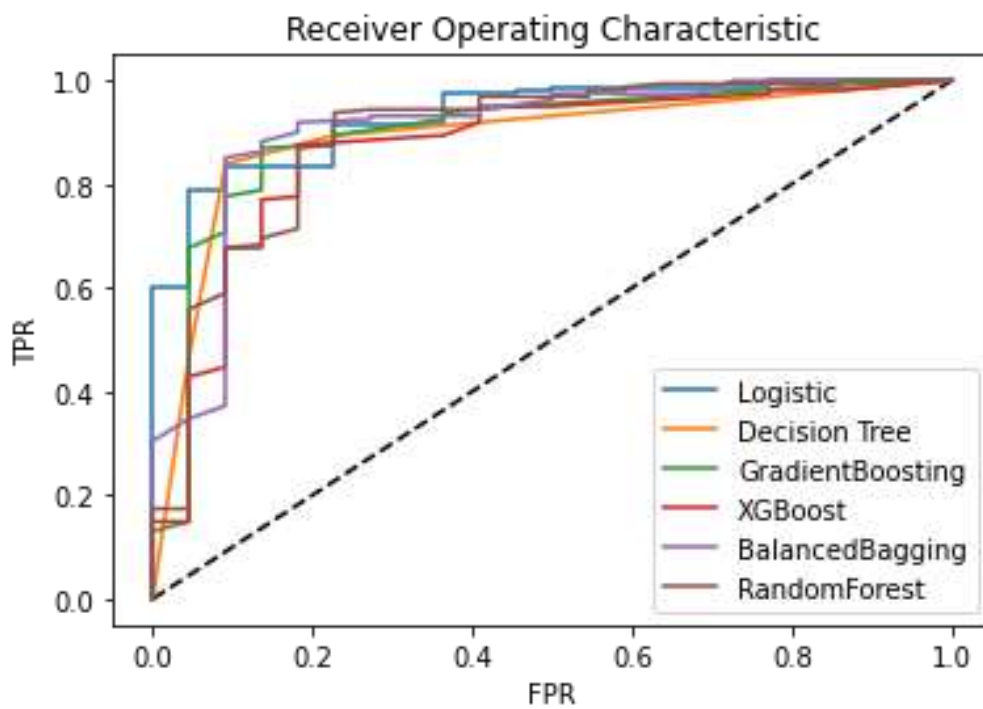 Receiver Operating Characteristic
1.0
0.8
0.6
0.4
0.2
0.0
TPR
Logistic
Decision Tree
GradientBoosting
XGBoost
BalancedBagging
RandomForest
0.0 0.2 0.4 0.6 0.8 1.0
FPR